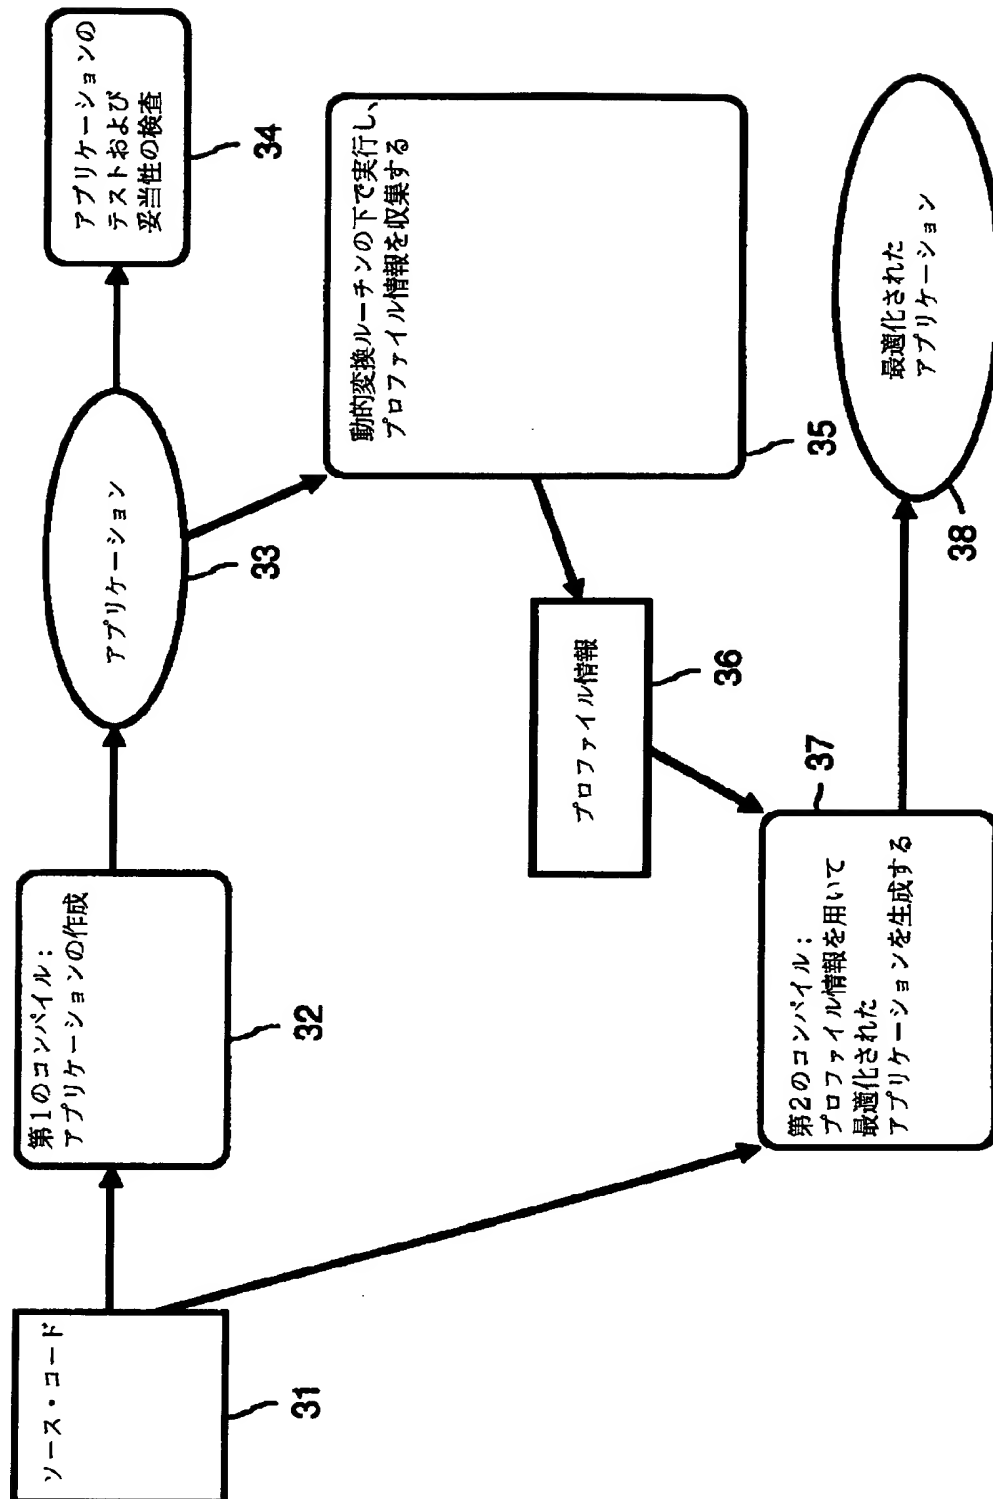 ソース・コード
31
第1のコンパイル：
アプリケーションの作成
32
アプリケーション
33
アプリケーションの
テストおよび
妥当性の検査
34
動的変換ルーチンの下で実行し、
プロファイル情報を収集する
35
プロファイル情報
36
第2のコンパイル：
プロファイル情報を用いて
最適化された
アプリケーションを生成する
37
最適化された
アプリケーション
38